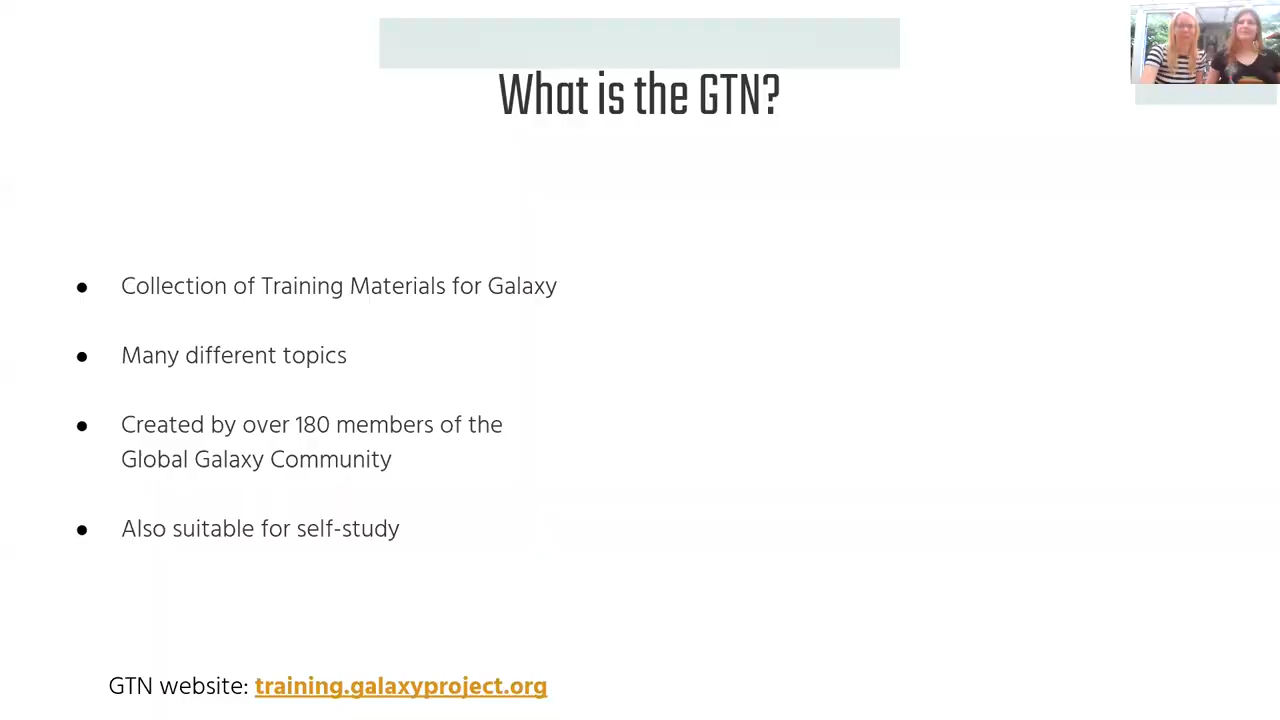 What is the GTN?
● Collection of Training Materials for Galaxy
● Many different topics
● Created by over 180 members of the
Global Galaxy Community
● Also suitable for self-study
GTN website: training.galaxyproject.org